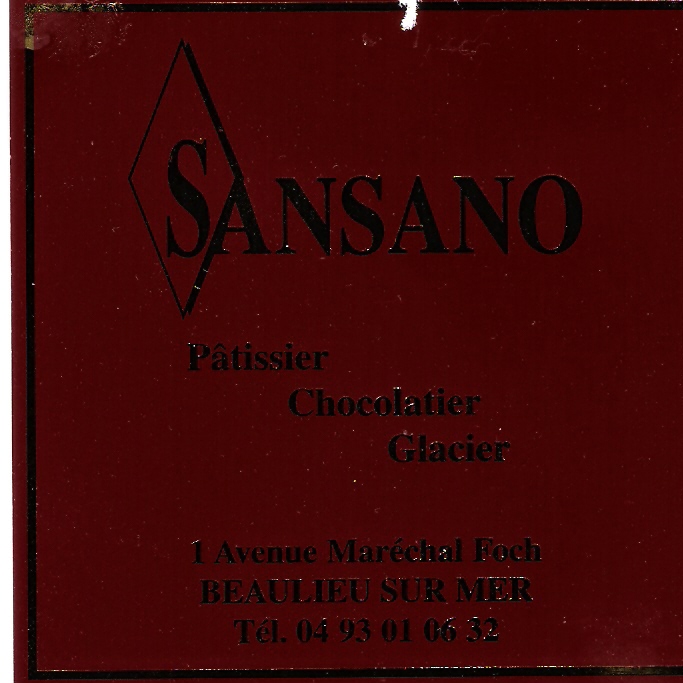 SANSANO
Pâtissier
Chocolatier
Glacier
1 Avenue Maréchal Foch
BEAULIEU SUR MER
Tél. 04 93 01 06 32